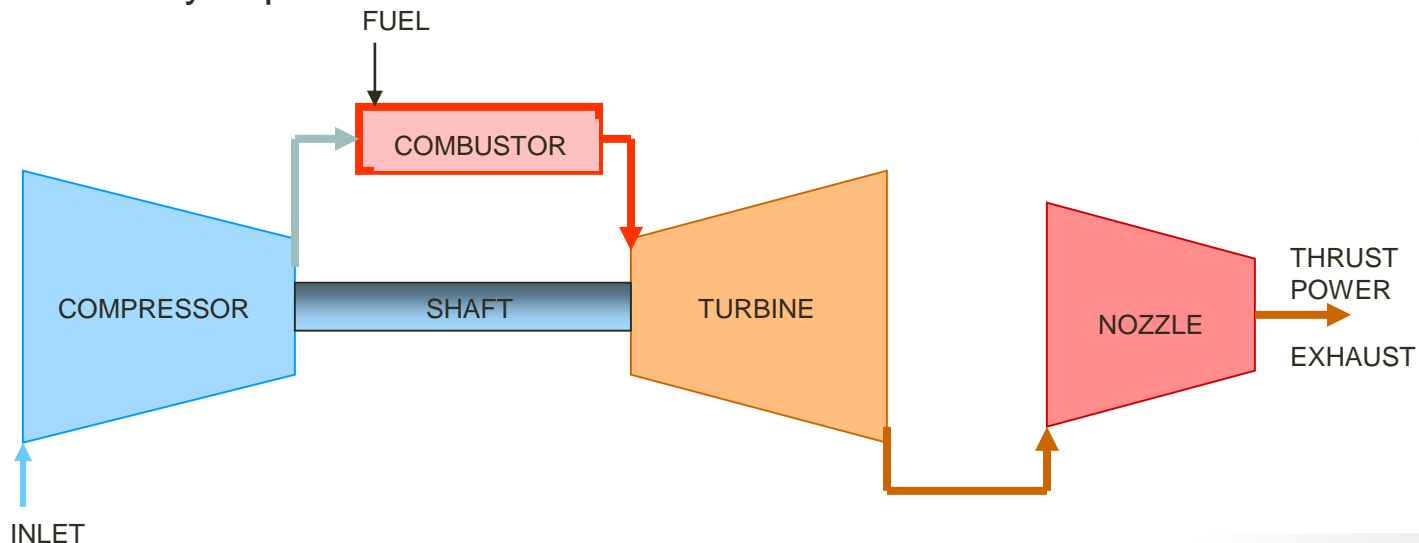 FUEL
COMBUSTOR
COMPRESSOR
SHAFT
TURBINE
NOZZLE
THRUST
POWER
EXHAUST
INLET